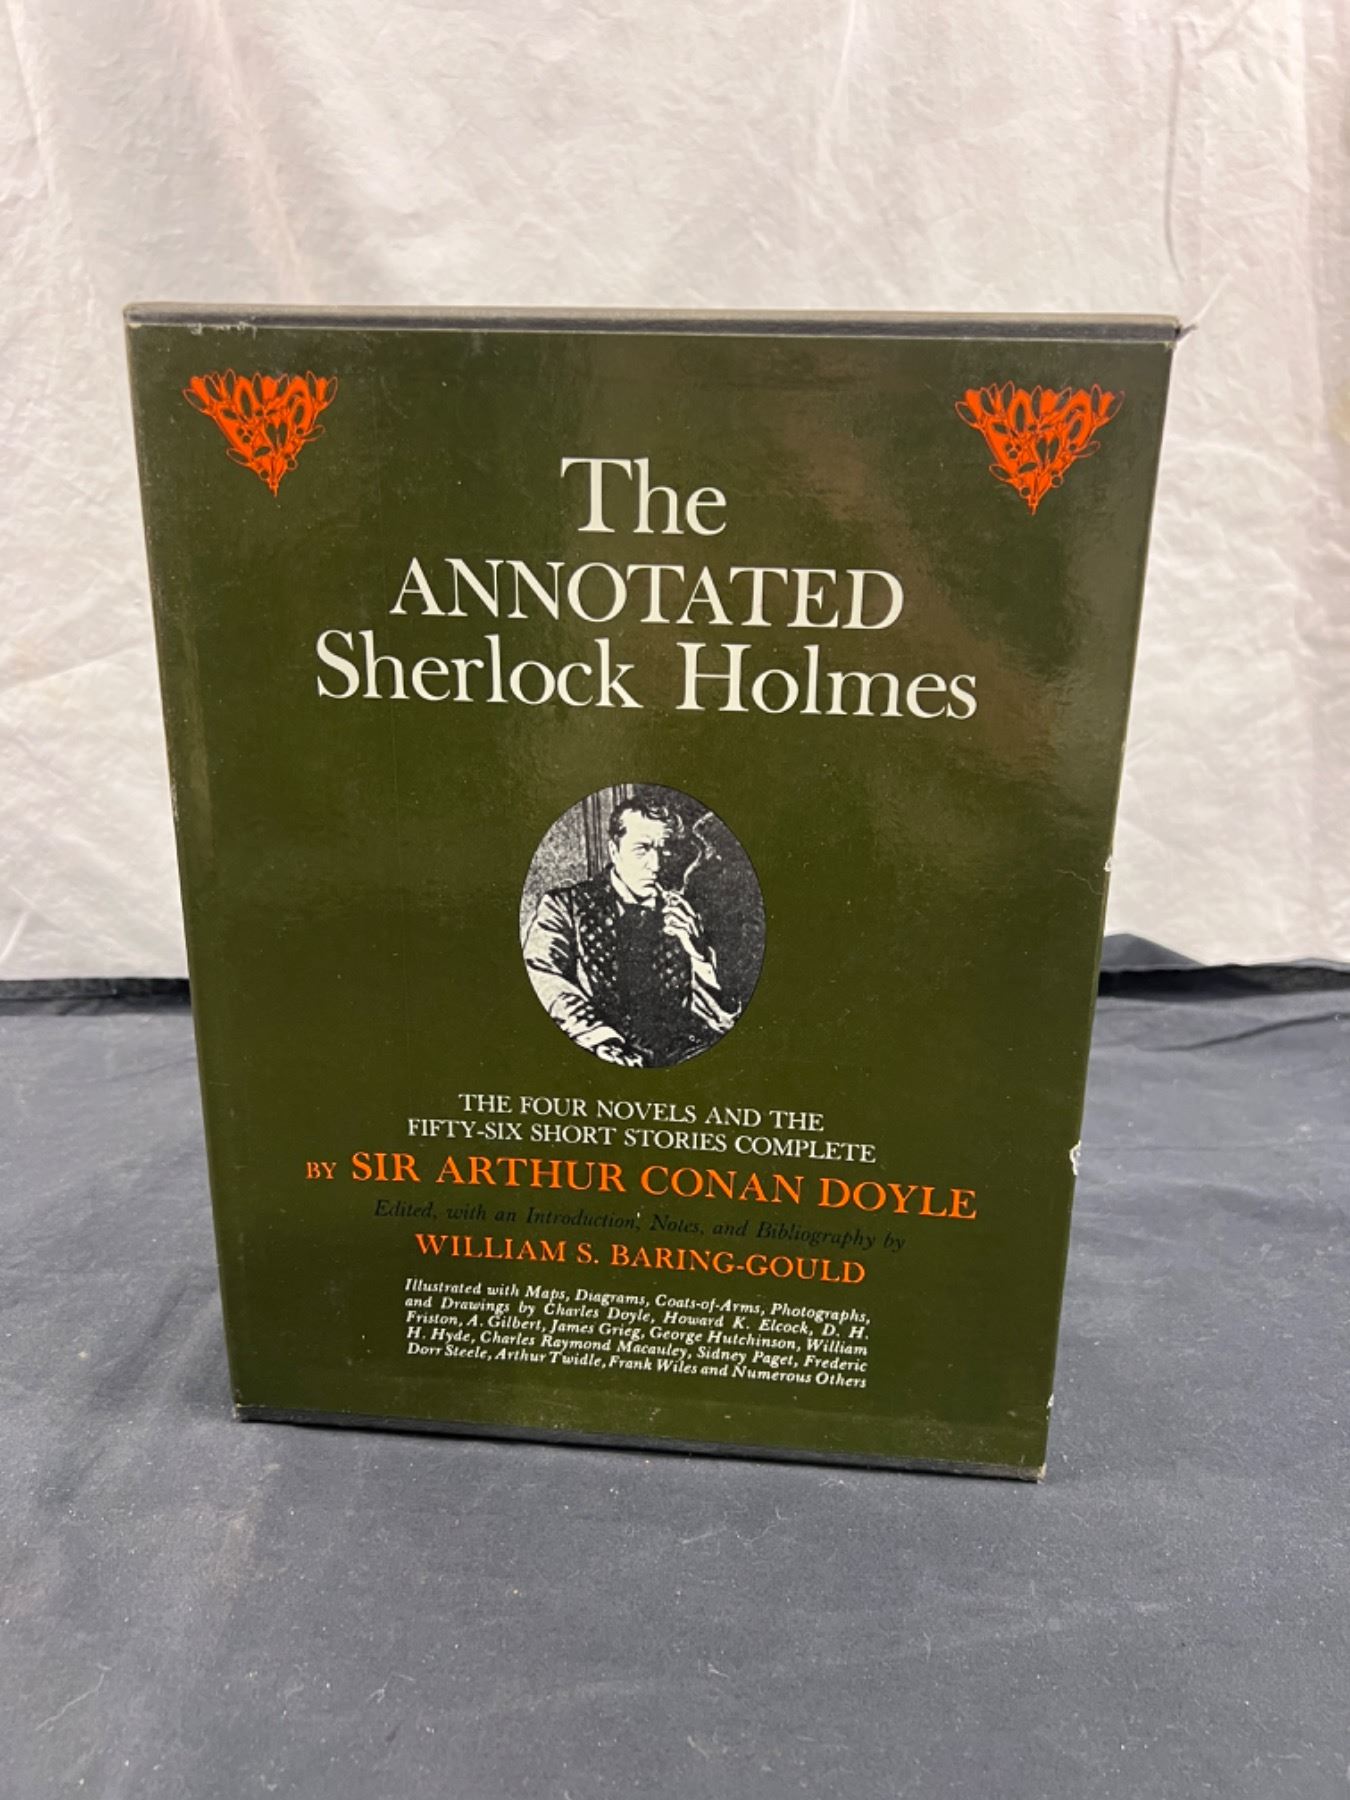 The
ANNOTATED
Sherlock Holmes
THE FOUR NOVELS AND THE
FIFTY-SIX SHORT STORIES COMPLETE
BY SIR ARTHUR CONAN DOYLE
Edited, with an Introduction, Notes, and Bibliography by
WILLIAM S. BARING-GOULD
Illustrated with Maps, Diagrams, Coats-of-Arms, Photographs,
and Drawings by Charles Doyle, Howard K. Elcock, D. H.
Friston, A. Gilbert, James Grieg, George Hutchinson, William
H. Hyde, Charles Raymond Macauley, Sidney Paget, Frederic
Dorr Steele, Arthur Twidle, Frank Wiles and Numerous Others